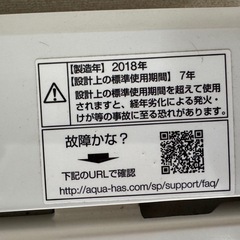 【製造年】2018年
【設計上の標準使用期間】7年
設計上の標準使用期間を超えて使用
されますと、経年劣化による発火・
けが等の事故に至る恐れがあります。
故障かな?
下記のURLで確認
http://aqua-has.com/sp/support/faq/